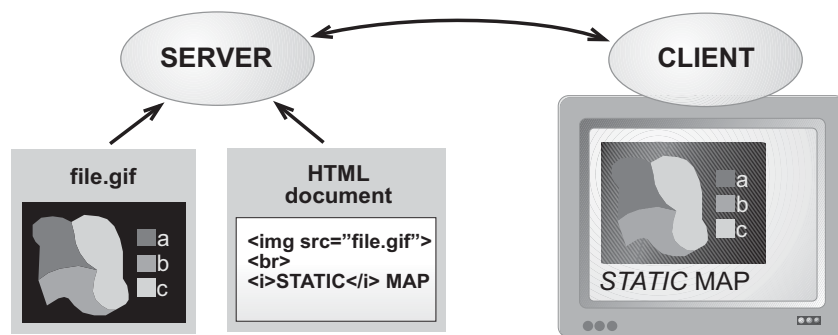 SERVER
CLIENT
file.gif
a
b
c
HTML
document
<img src=”file.gif”>
<br>
<i>STATIC</i> MAP
a
b
c
STATIC MAP